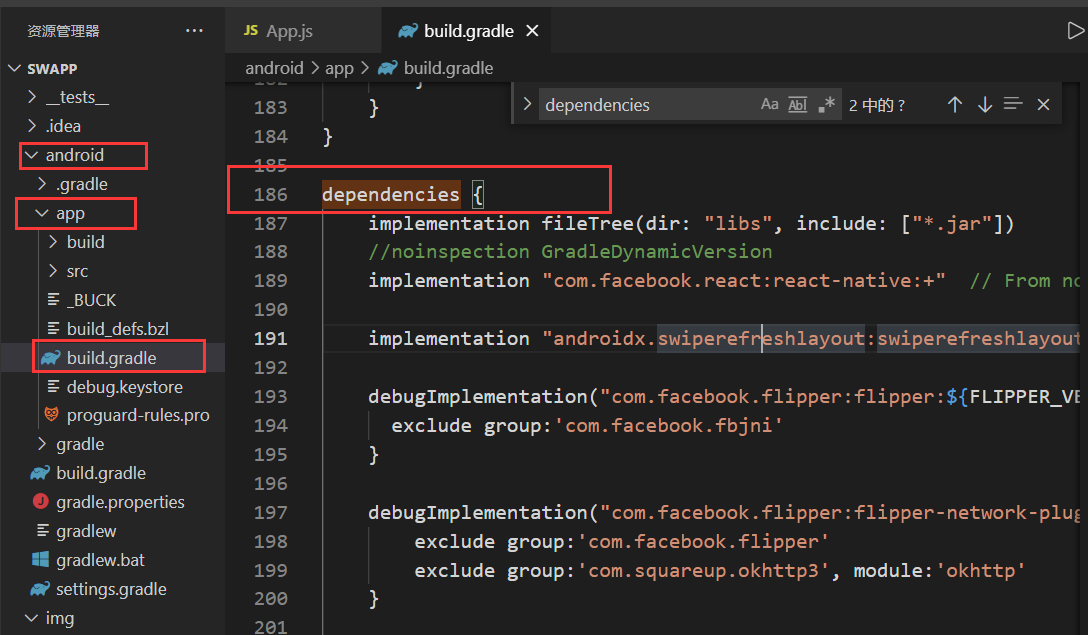 资源管理器
SWAPP
__tests__
.idea
android
.gradle
app
build
src
_BUCK
build_defs.bzl
build.gradle
debug.keystore
proguard-rules.pro
gradle
build.gradle
gradle.properties
gradlew
gradlew.bat
settings.gradle
img
JS App.js
build.gradle
android > app > build.gradle
dependencies Aa Abl .* 2 中的 ?
183 }
184 }
185
186 dependencies {
187 implementation fileTree(dir: "libs", include: ["*.jar"])
188 //noinspection GradleDynamicVersion
189 implementation "com.facebook.react:react-native:+" // From no
190
191 implementation "androidx.swiperefreshlayout:swiperefreshlayout
192
193 debugImplementation("com.facebook.flipper:flipper:${FLIPPER_VE
194 exclude group:'com.facebook.fbjni'
195 }
196
197 debugImplementation("com.facebook.flipper:flipper-network-plug
198 exclude group:'com.facebook.flipper'
199 exclude group:'com.squareup.okhttp3', module:'okhttp'
200 }
201